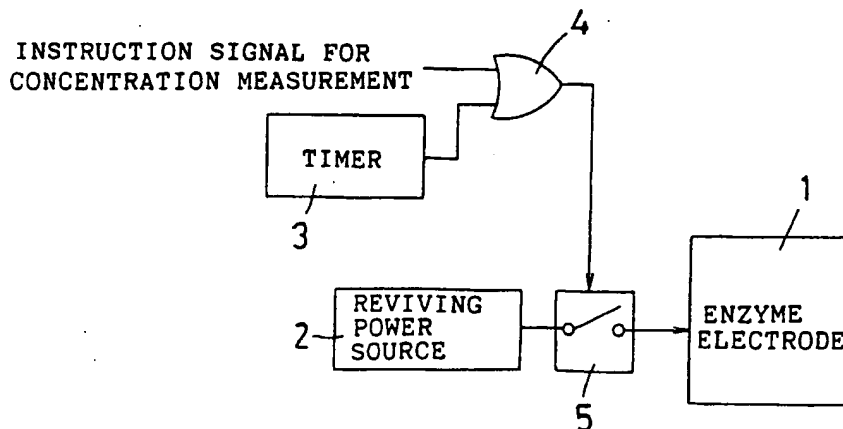 4
INSTRUCTION SIGNAL FOR
CONCENTRATION MEASUREMENT
TIMER
3
1
REVIVING
POWER
SOURCE
2
ENZYME
ELECTRODE
5